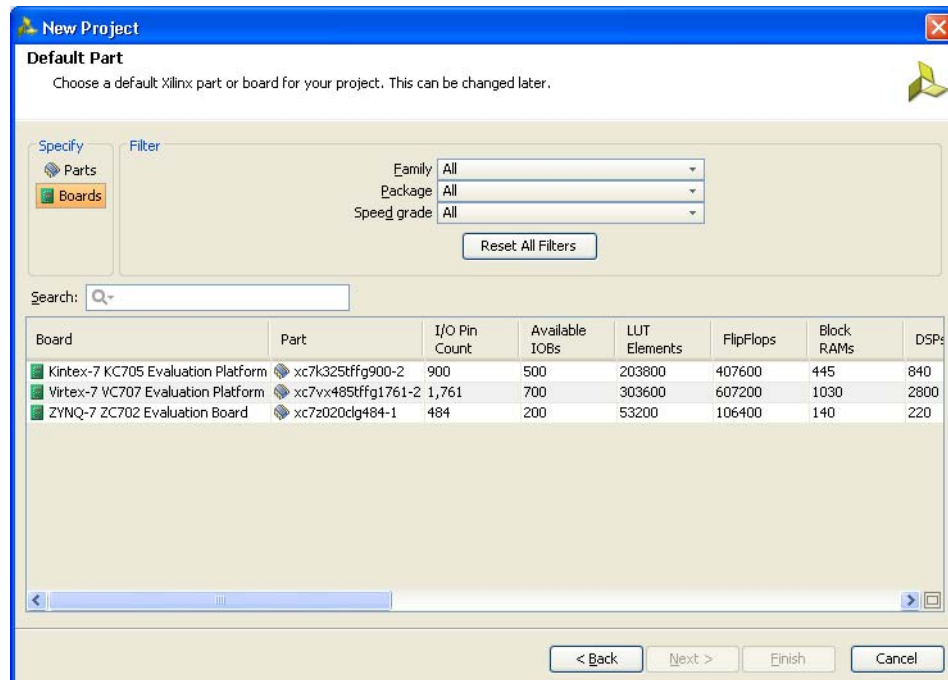 New Project
Default Part
Choose a default Xilinx part or board for your project. This can be changed later.
Specify
Filter
Parts
Boards
Family All
Package All
Speed grade All
Reset All Filters
Search:
Board Part I/O Pin Count Available IOBs LUT Elements FlipFlops Block RAMs DSPs
Kintex-7 KC705 Evaluation Platform xc7k325tffg900-2 900 500 203800 407600 445 840
Virtex-7 VC707 Evaluation Platform xc7vx485tffg1761-2 1,761 700 303600 607200 1030 2800
ZYNQ-7 ZC702 Evaluation Board xc7z020clg484-1 484 200 53200 106400 140 220
< Back Next > Finish Cancel